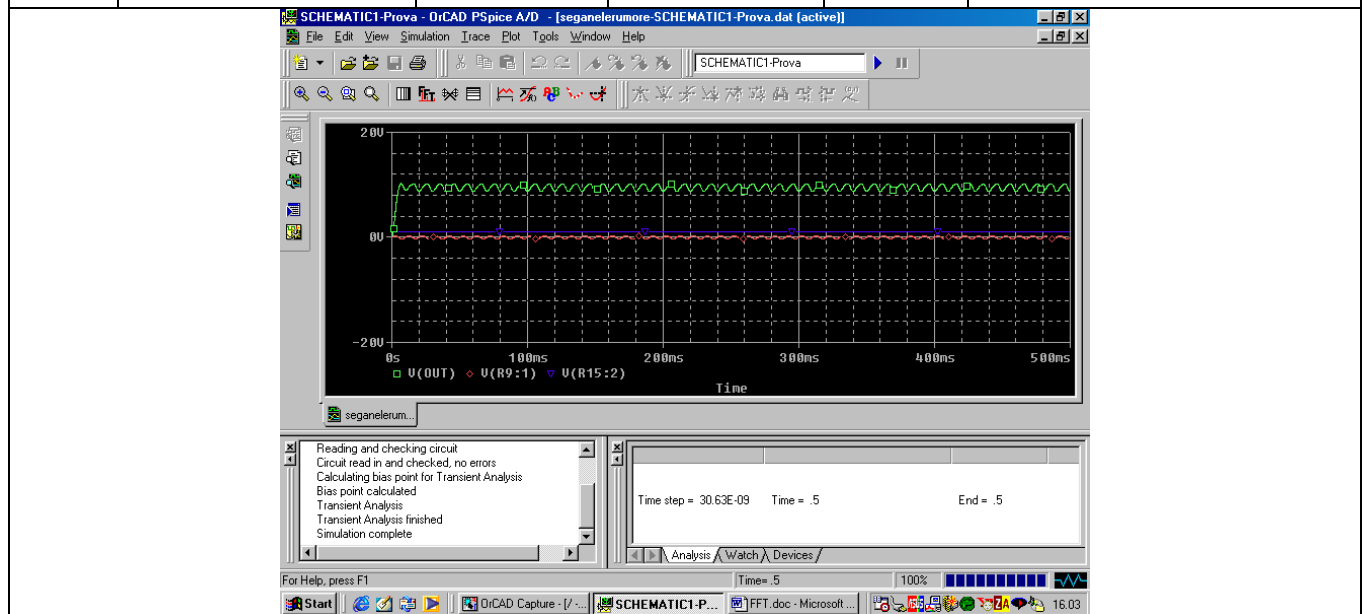 SCHEMATIC1-Prova - OrCAD PSpice A/D - [seganelerumore-SCHEMATIC1-Prova.dat (active)]
File Edit View Simulation Trace Plot Tools Window Help
SCHEMATIC1-Prova
20V
0V
-20V
0s 100ms 200ms 300ms 400ms 500ms
V(OUT) V(R9:1) V(R15:2)
Time
seganelerum...
Reading and checking circuit
Circuit read in and checked, no errors
Calculating bias point for Transient Analysis
Bias point calculated
Transient Analysis
Transient Analysis finished
Simulation complete
Time step = 30.63E-09 Time = .5 End = .5
Analysis Watch Devices
For Help, press F1 Time= .5 100%
Start OrCAD Capture - [/ -... SCHEMATIC1-P... FFT.doc - Microsoft ... 16.03